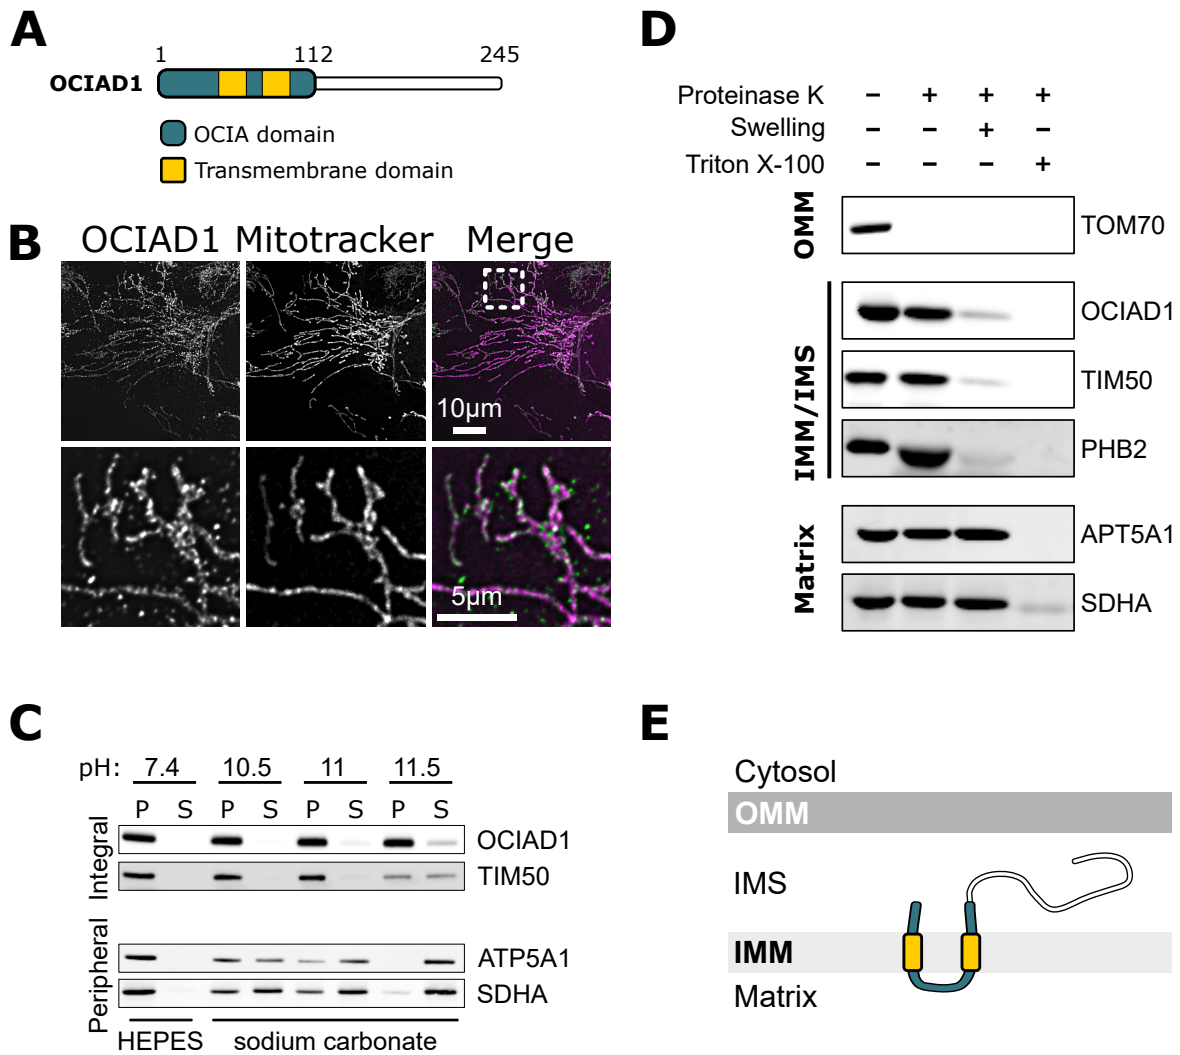 A
1 112 245
OCIAD1
OCIA domain
Transmembrane domain
B
OCIAD1 Mitotracker Merge
10μm
5μm
C
pH: 7.4 10.5 11 11.5
P S P S P S P S
Integral
OCIAD1
TIM50
Peripheral
ATP5A1
SDHA
HEPES sodium carbonate
D
Proteinase K − + + +
Swelling − − + −
Triton X-100 − − − +
OMM
TOM70
IMM/IMS
OCIAD1
TIM50
PHB2
Matrix
APT5A1
SDHA
E
Cytosol
OMM
IMS
IMM
Matrix